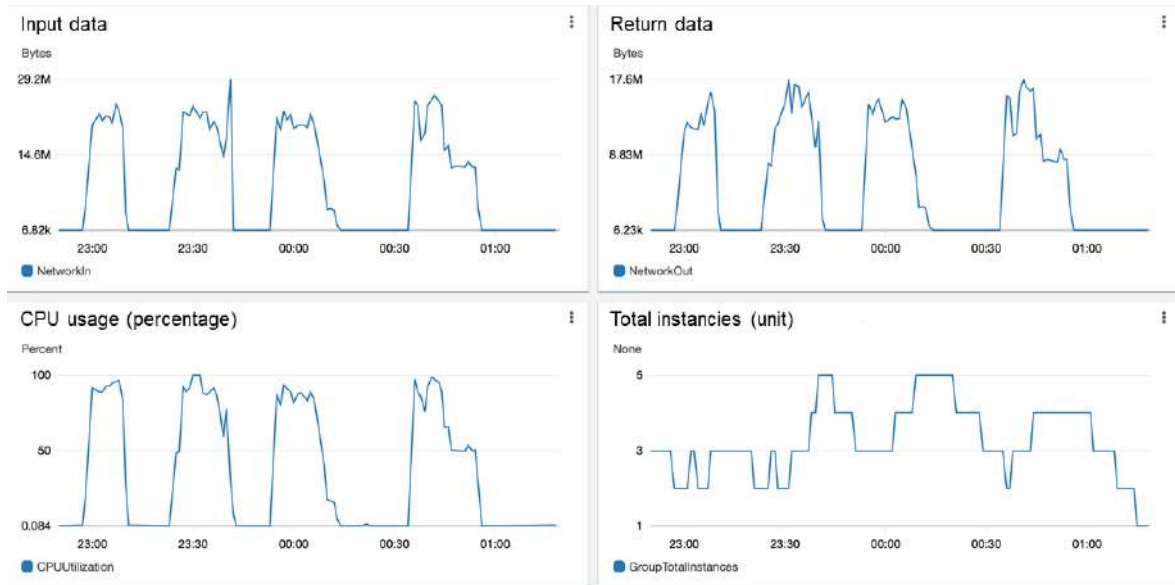 Input data
Bytes
29.2M
14.6M
6.82k
23:00 23:30 00:00 00:30 01:00
NetworkIn
Return data
Bytes
17.6M
8.83M
6.23k
23:00 23:30 00:00 00:30 01:00
NetworkOut
CPU usage (percentage)
Percent
100
50
0.084
23:00 23:30 00:00 00:30 01:00
CPUUtilization
Total instancies (unit)
None
5
3
1
23:00 23:30 00:00 00:30 01:00
GroupTotalInstances